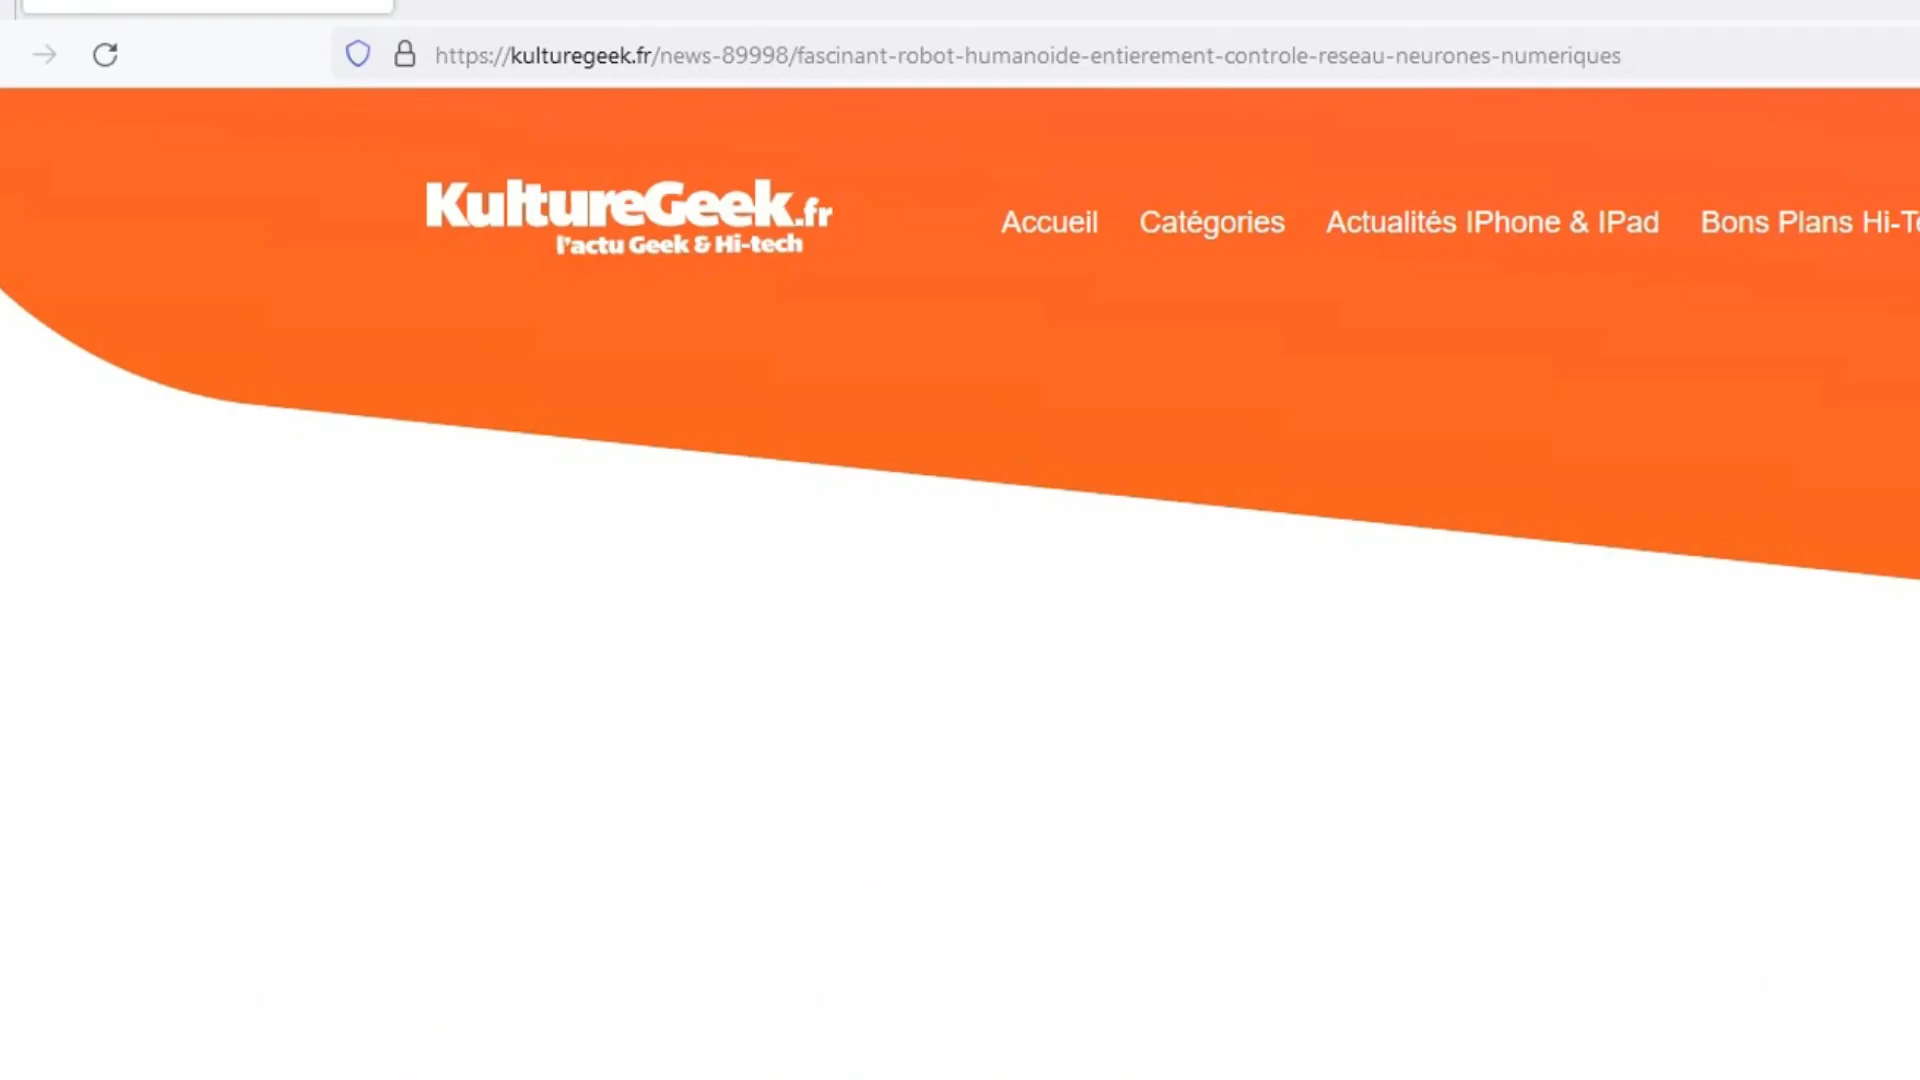 https://kulturegeek.fr/news-89998/fascinant-robot-humanoide-entierement-controle-reseau-neurones-numeriques
KultureGeek.fr
l'actu Geek & Hi-tech
Accueil Catégories Actualités IPhone & IPad Bons Plans Hi-Te